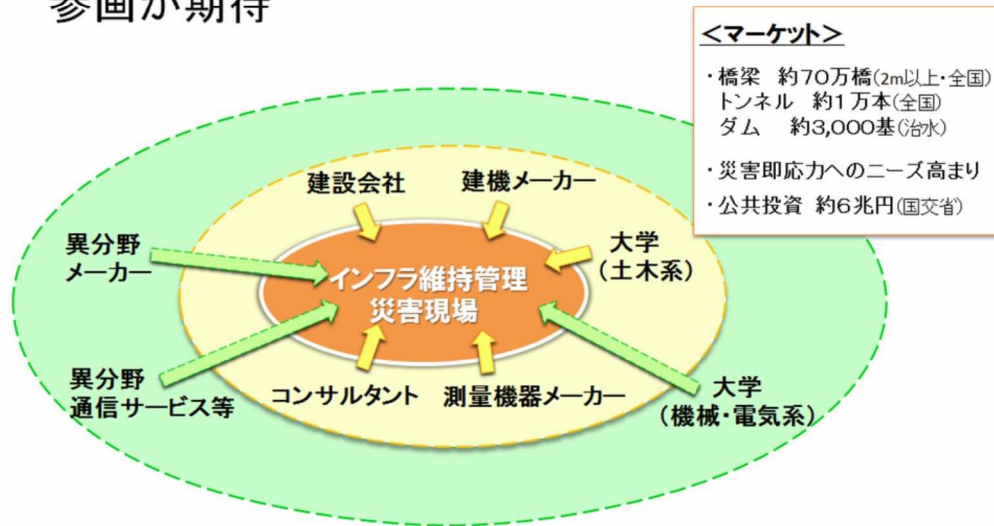 参画が期待
<マーケット>
・橋梁 約70万橋(2m以上・全国)
トンネル 約1万本(全国)
ダム 約3,000基(治水)
・災害即応力へのニーズ高まり
・公共投資 約6兆円(国交省)
建設会社
建機メーカー
異分野
メーカー
大学
(土木系)
インフラ維持管理
災害現場
異分野
通信サービス等
コンサルタント
測量機器メーカー
大学
(機械・電気系)